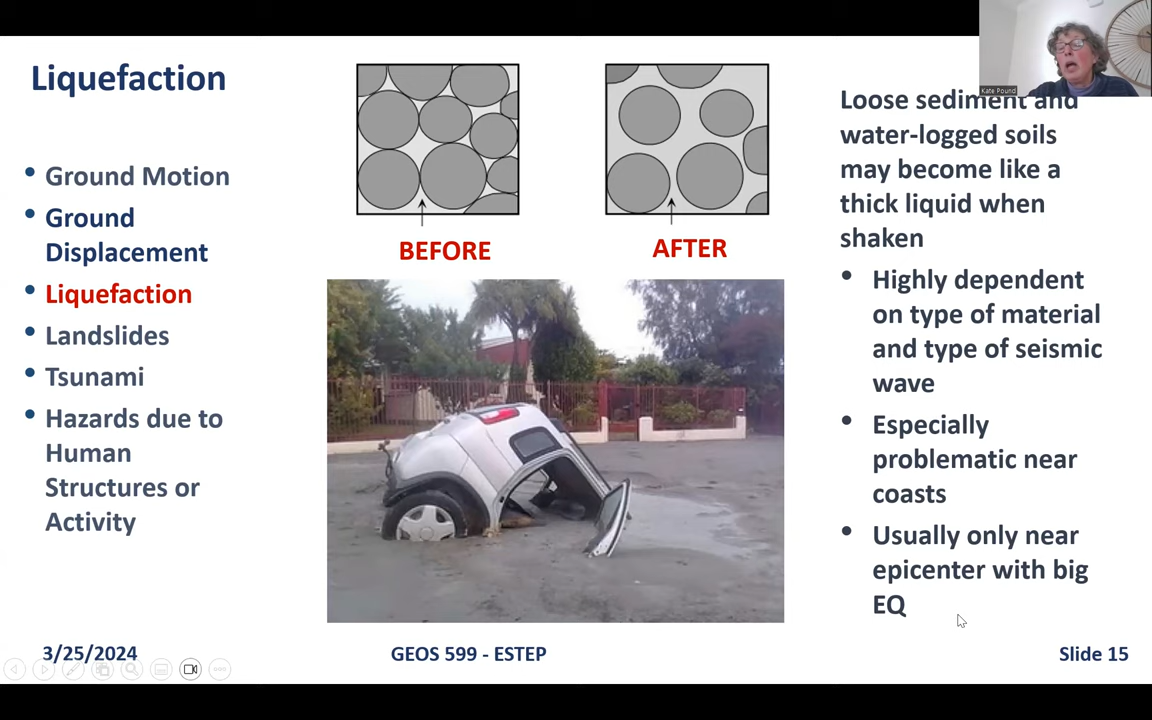 Liquefaction
• Ground Motion
• Ground
Displacement
• Liquefaction
• Landslides
• Tsunami
• Hazards due to
Human
Structures or
Activity
BEFORE
AFTER
Kate Pound
Loose sediment and
water-logged soils
may become like a
thick liquid when
shaken
• Highly dependent
on type of material
and type of seismic
wave
• Especially
problematic near
coasts
• Usually only near
epicenter with big
EQ
3/25/2024
GEOS 599 - ESTEP
Slide 15